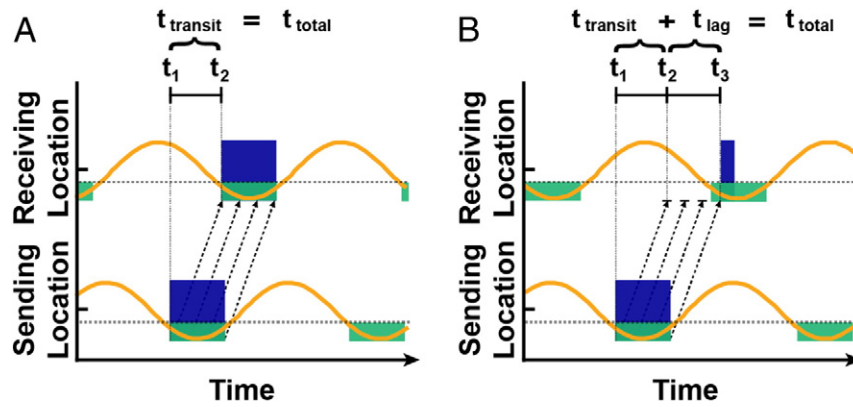 A
t transit = t total
t1 t2
Receiving
Location
Sending
Location
Time
B
t transit + t lag = t total
t1 t2 t3
Receiving
Location
Sending
Location
Time